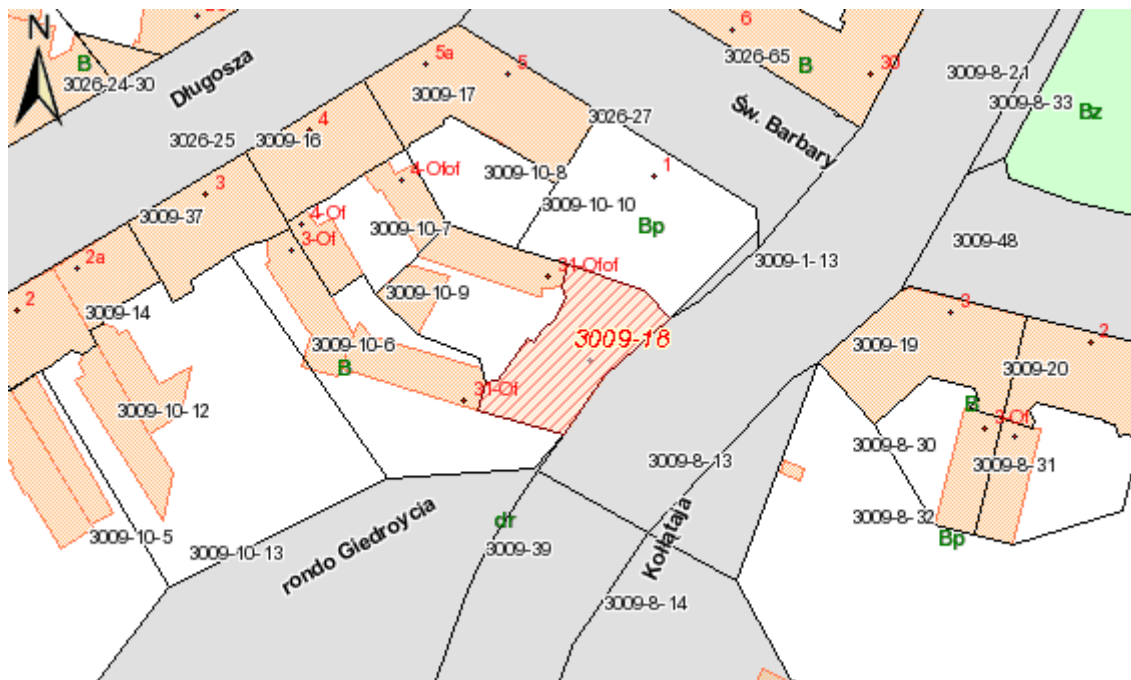 N
B
3026-24-30
Długosza
5a
5
3009-17
6
3026-65
B
30
3009-8-21
3009-8-33
Bz
Św. Barbary
3026-27
4
3026-25
3009-16
1
4-Ofof
3009-10-8
3
3009-10-10
3009-37
4-Of
3009-10-7
Bp
3-Of
3009-48
2a
3009-1-13
31-Ofof
3009-10-9
2
3009-14
3009-18
3
3009-19
2
3009-20
3009-10-6
B
31-Of
B
3-Of
3009-10-12
3009-8-30
3009-8-13
3009-8-31
3009-8-32
Bp
dr
3009-10-5
3009-10-13
rondo Giedroycia
3009-39
Kołłątaja
3009-8-14